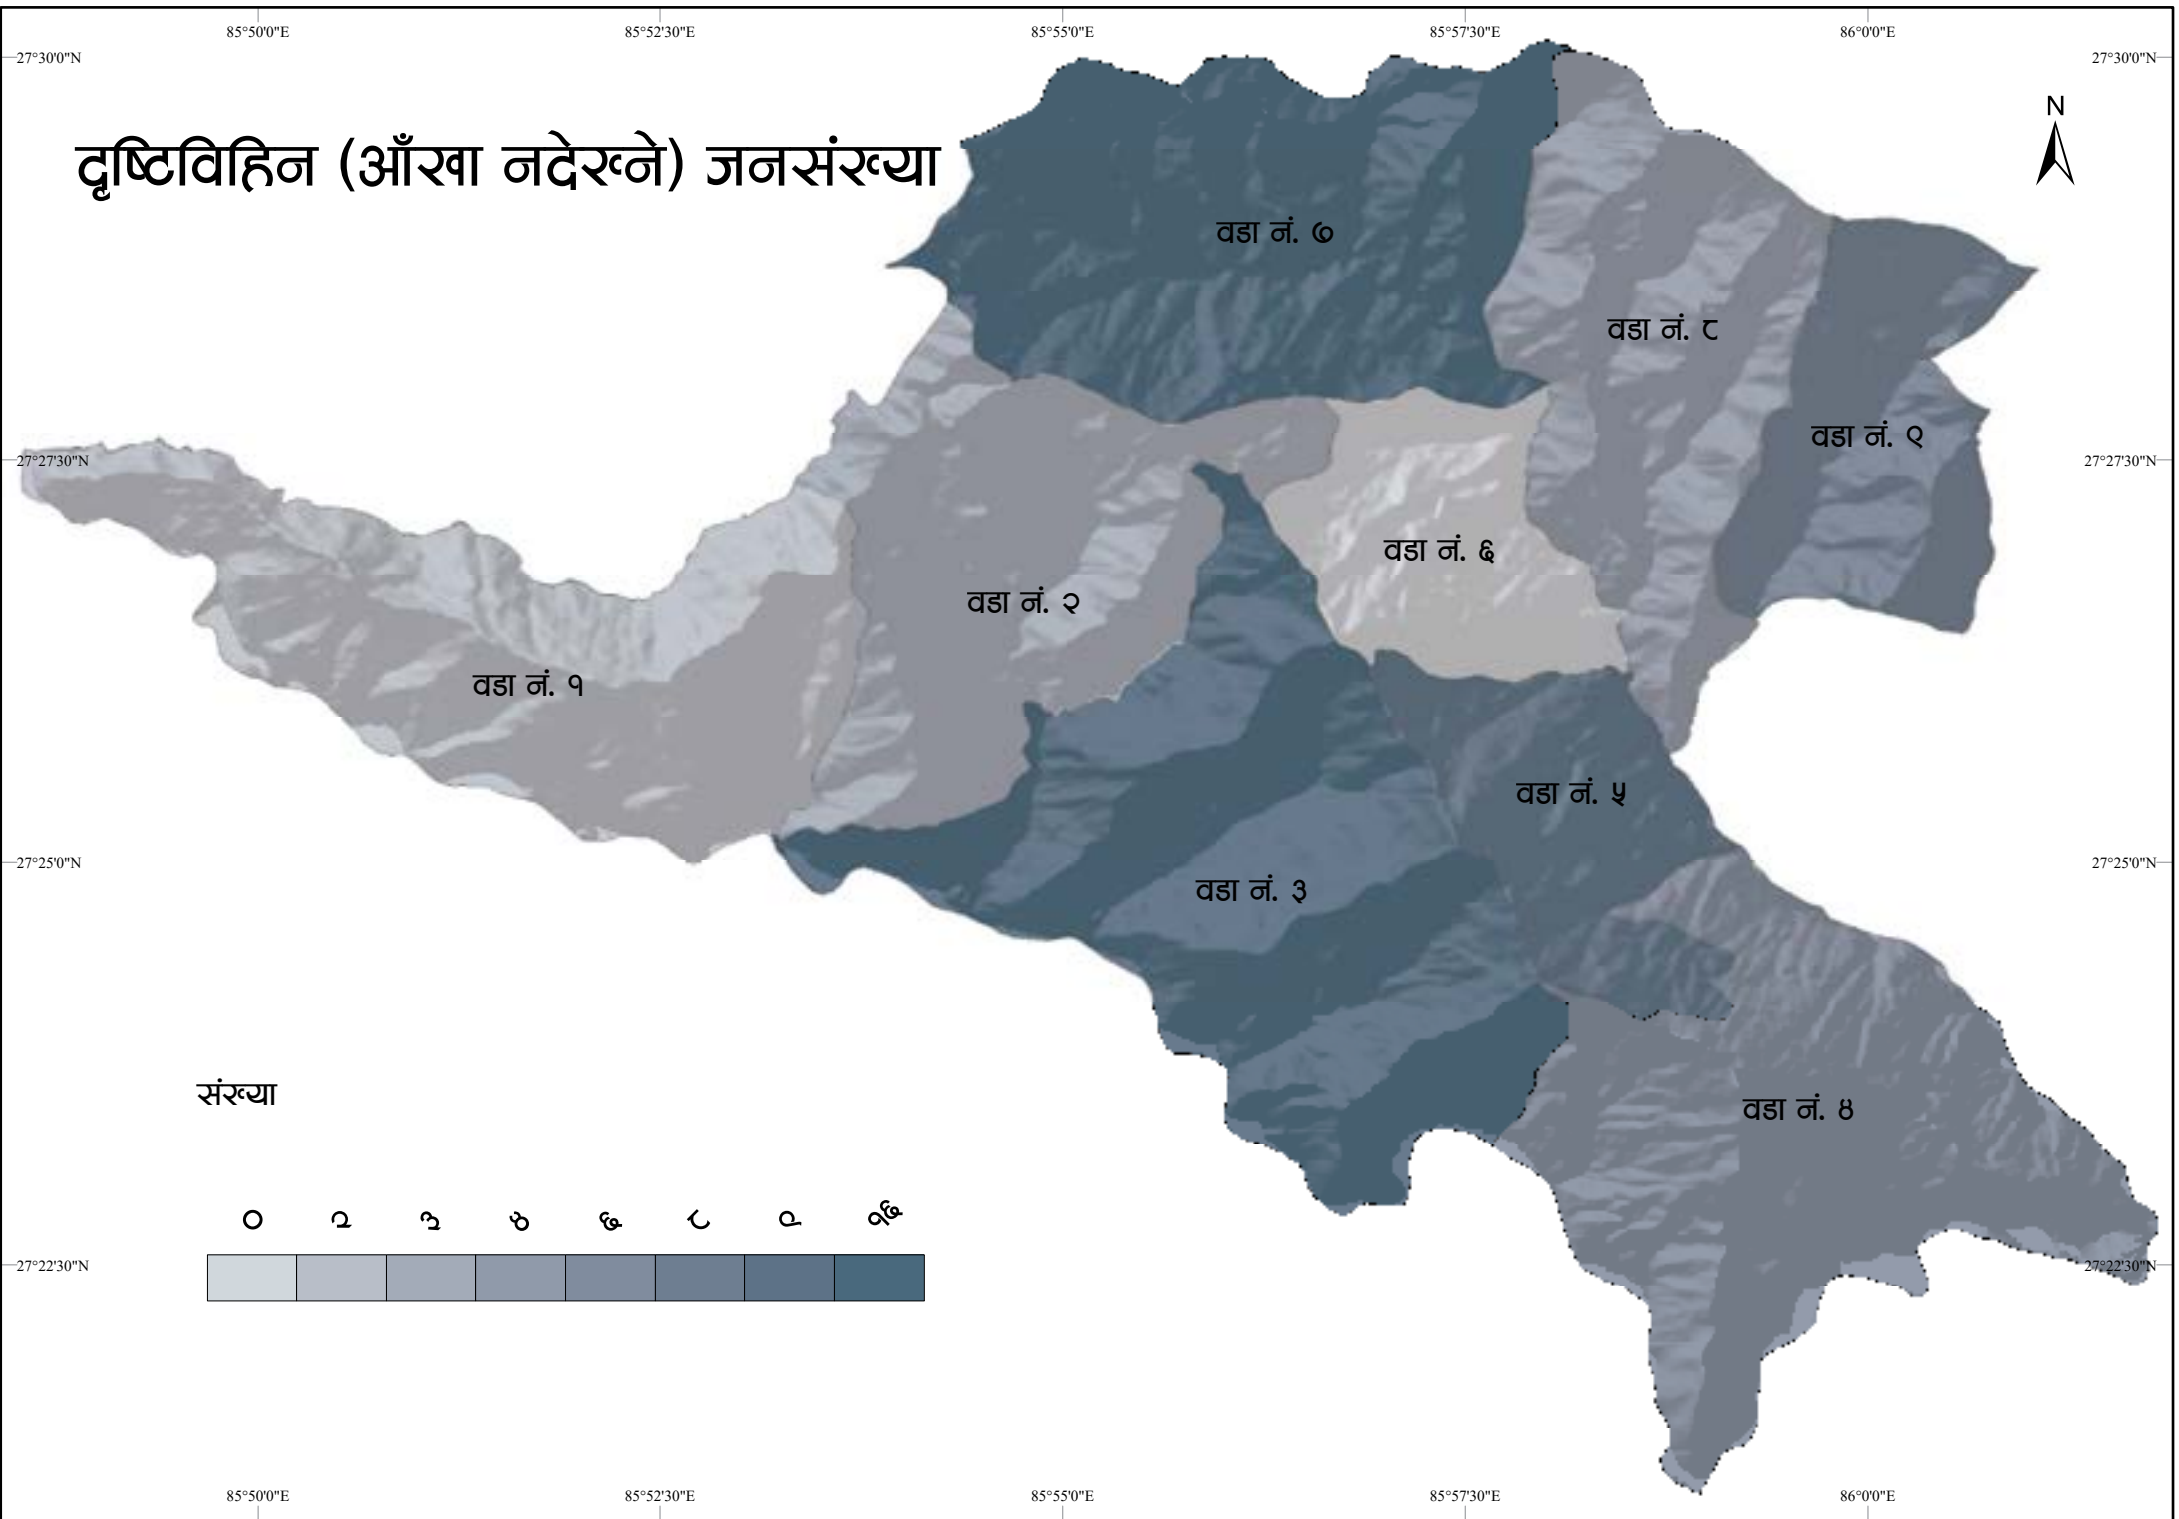 85°50'0"E 85°52'30"E 85°55'0"E 85°57'30"E 86°0'0"E
27°30'0"N 27°30'0"N
N
दृष्टिविहिन (आँखा नदेख्ने) जनसंख्या
वडा नं. ७
वडा नं. ८
वडा नं. ९
27°27'30"N 27°27'30"N
वडा नं. ६
वडा नं. २
वडा नं. १
वडा नं. ५
27°25'0"N 27°25'0"N
वडा नं. ३
संख्या
वडा नं. ४
० २ ३ ४ ६ ८ ९ १६
27°22'30"N 27°22'30"N
85°50'0"E 85°52'30"E 85°55'0"E 85°57'30"E 86°0'0"E